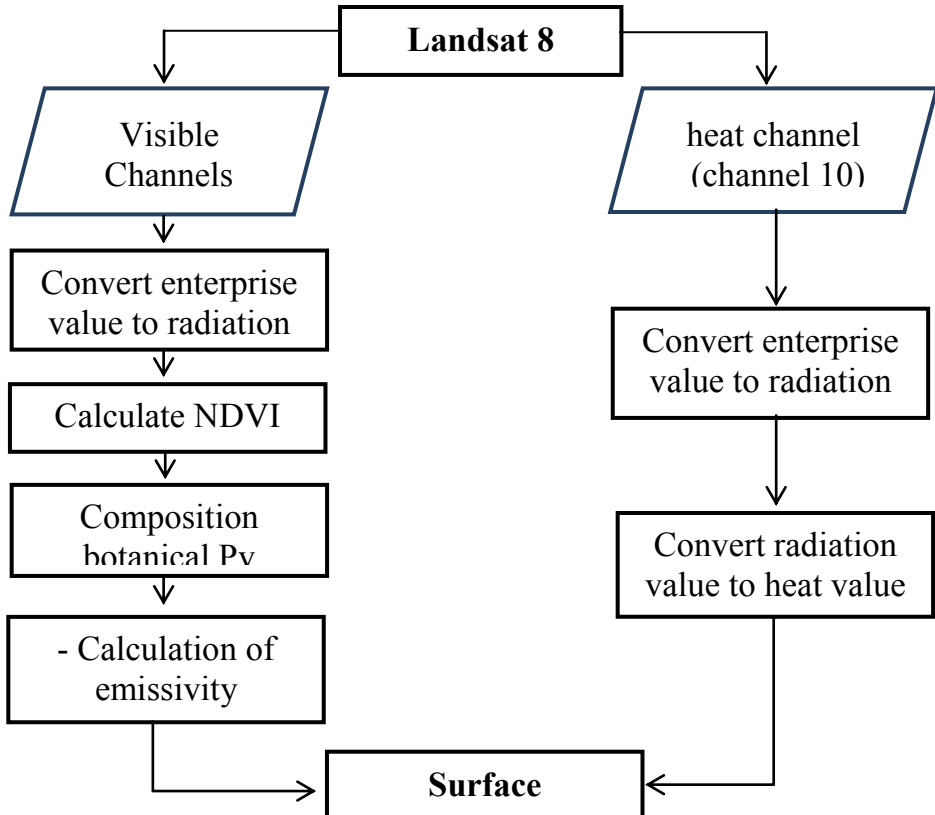 Landsat 8
Visible
Channels
Convert enterprise
value to radiation
Calculate NDVI
Composition
botanical Pv
- Calculation of
emissivity
heat channel
(channel 10)
Convert enterprise
value to radiation
Convert radiation
value to heat value
Surface